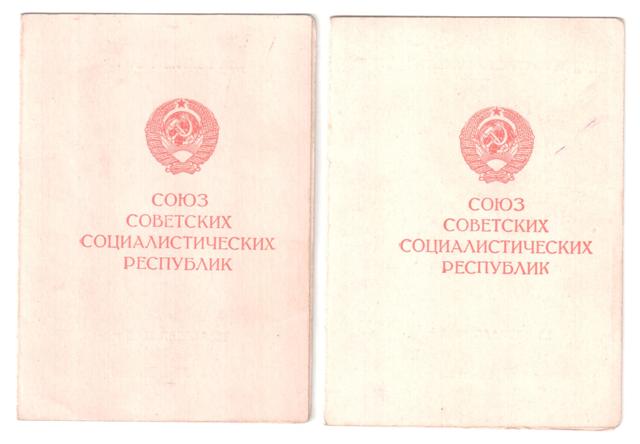 СОЮЗ
СОВЕТСКИХ
СОЦИАЛИСТИЧЕСКИХ
РЕСПУБЛИК
СОЮЗ
СОВЕТСКИХ
СОЦИАЛИСТИЧЕСКИХ
РЕСПУБЛИК